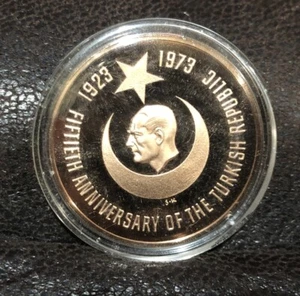 1923 1973
FIFTIETH ANNIVERSARY OF THE TURKISH REPUBLIC